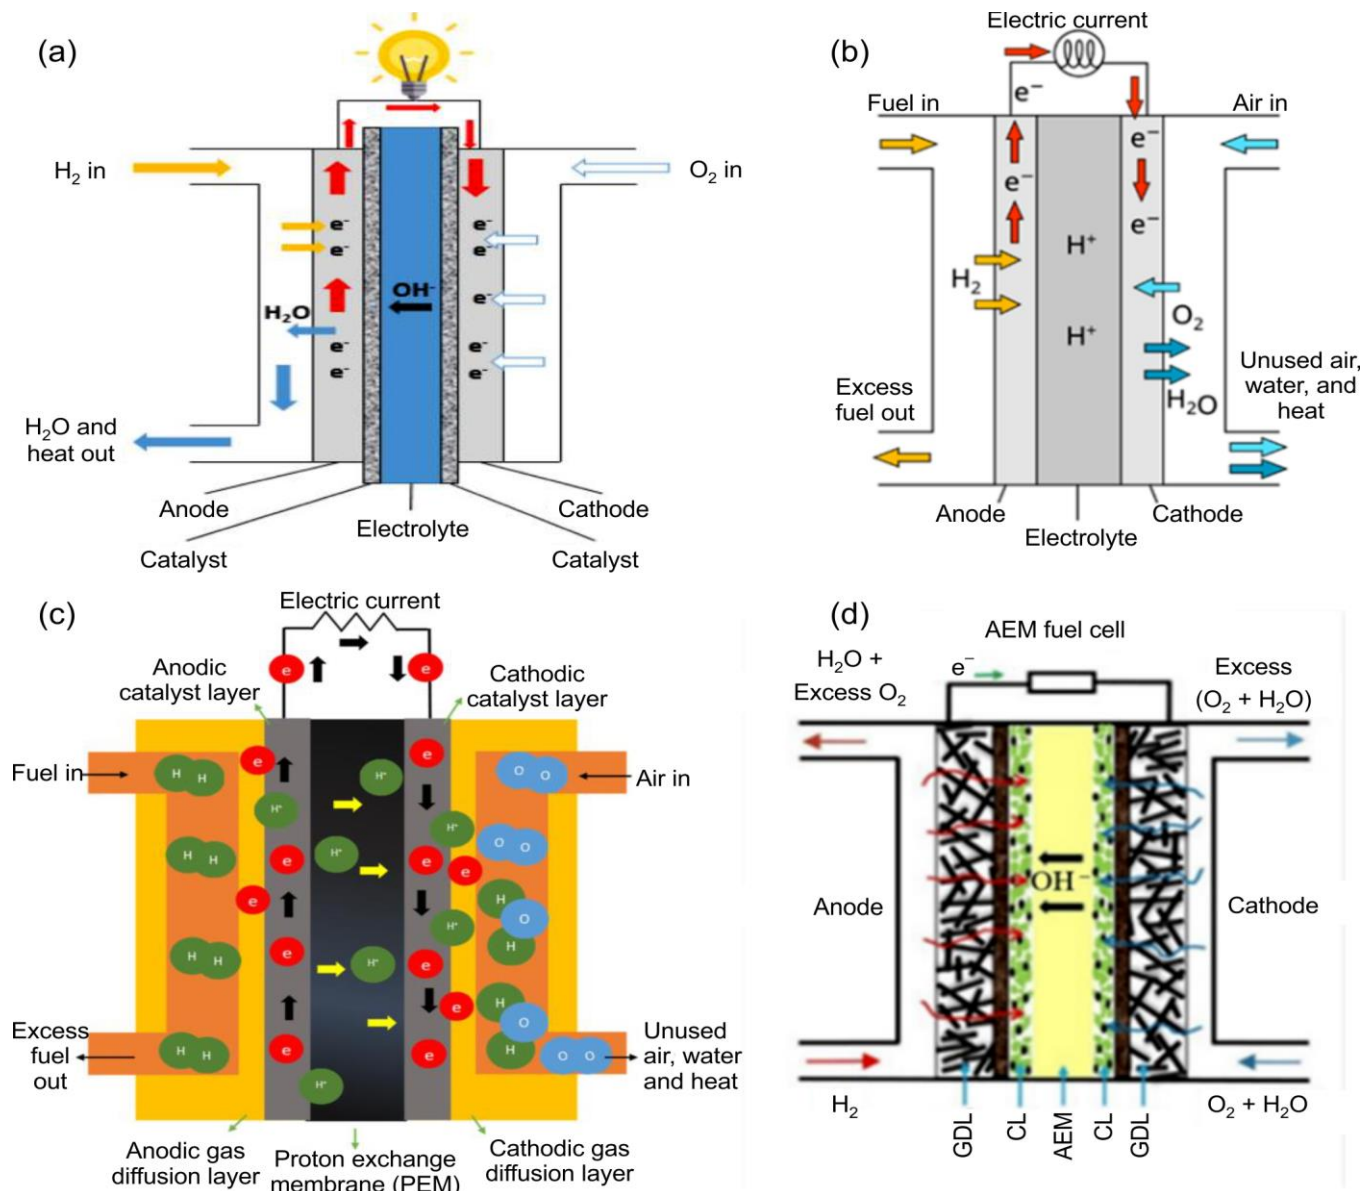 (a)
H₂ in
O₂ in
e⁻
e⁻
e⁻
e⁻
OH⁻
H₂O
e⁻
e⁻
e⁻
e⁻
e⁻
H₂O and
heat out
Anode
Cathode
Electrolyte
Catalyst
Catalyst
(b)
Electric current
Fuel in
e⁻
Air in
e⁻
e⁻
e⁻
H⁺
H₂
O₂
H⁺
Excess
fuel out
H₂O
Unused air,
water, and
heat
Anode
Cathode
Electrolyte
(c)
Electric current
Anodic
catalyst layer
e
e
Cathodic
catalyst layer
Fuel in
H H
e
H⁺
e
O O
Air in
H⁺
H⁺
O O
H H
e
H⁺
e
e
e
H
O
H⁺
H
H H
e
H⁺
e
e
H
O
Excess
fuel
out
H H
e
e
H
O O
Unused
air, water
and heat
H⁺
Anodic gas
diffusion layer
Proton exchange
membrane (PEM)
Cathodic gas
diffusion layer
(d)
AEM fuel cell
H₂O +
Excess O₂
e⁻
Excess
(O₂ + H₂O)
OH⁻
Anode
Cathode
H₂
O₂ + H₂O
GDL
CL
AEM
CL
GDL